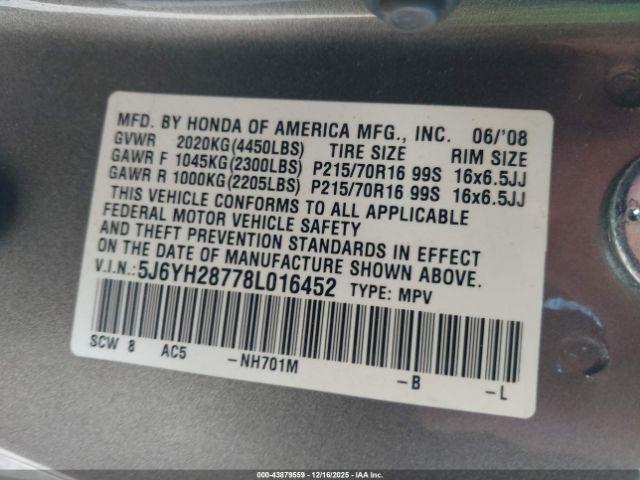 MFD. BY HONDA OF AMERICA MFG., INC. 06/'08
GVWR 2020KG(4450LBS) TIRE SIZE RIM SIZE
GAWR F 1045KG(2300LBS) P215/70R16 99S 16x6.5JJ
GAWR R 1000KG(2205LBS) P215/70R16 99S 16x6.5JJ
THIS VEHICLE CONFORMS TO ALL APPLICABLE
FEDERAL MOTOR VEHICLE SAFETY
AND THEFT PREVENTION STANDARDS IN EFFECT
ON THE DATE OF MANUFACTURE SHOWN ABOVE.
V.I.N.: 5J6YH28778L016452 TYPE: MPV
SCW 8 AC5 -NH701M -B -L
00-43879559 | 12/16/2025 | IAA Inc.